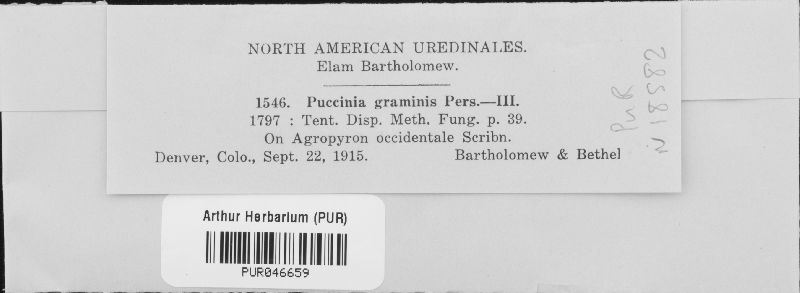 NORTH AMERICAN UREDINALES.
Elam Bartholomew.
1546. Puccinia graminis Pers.—III.
1797 : Tent. Disp. Meth. Fung. p. 39.
On Agropyron occidentale Scribn.
Denver, Colo., Sept. 22, 1915. Bartholomew & Bethel
PUR
N18582
Arthur Herbarium (PUR)
PUR046659